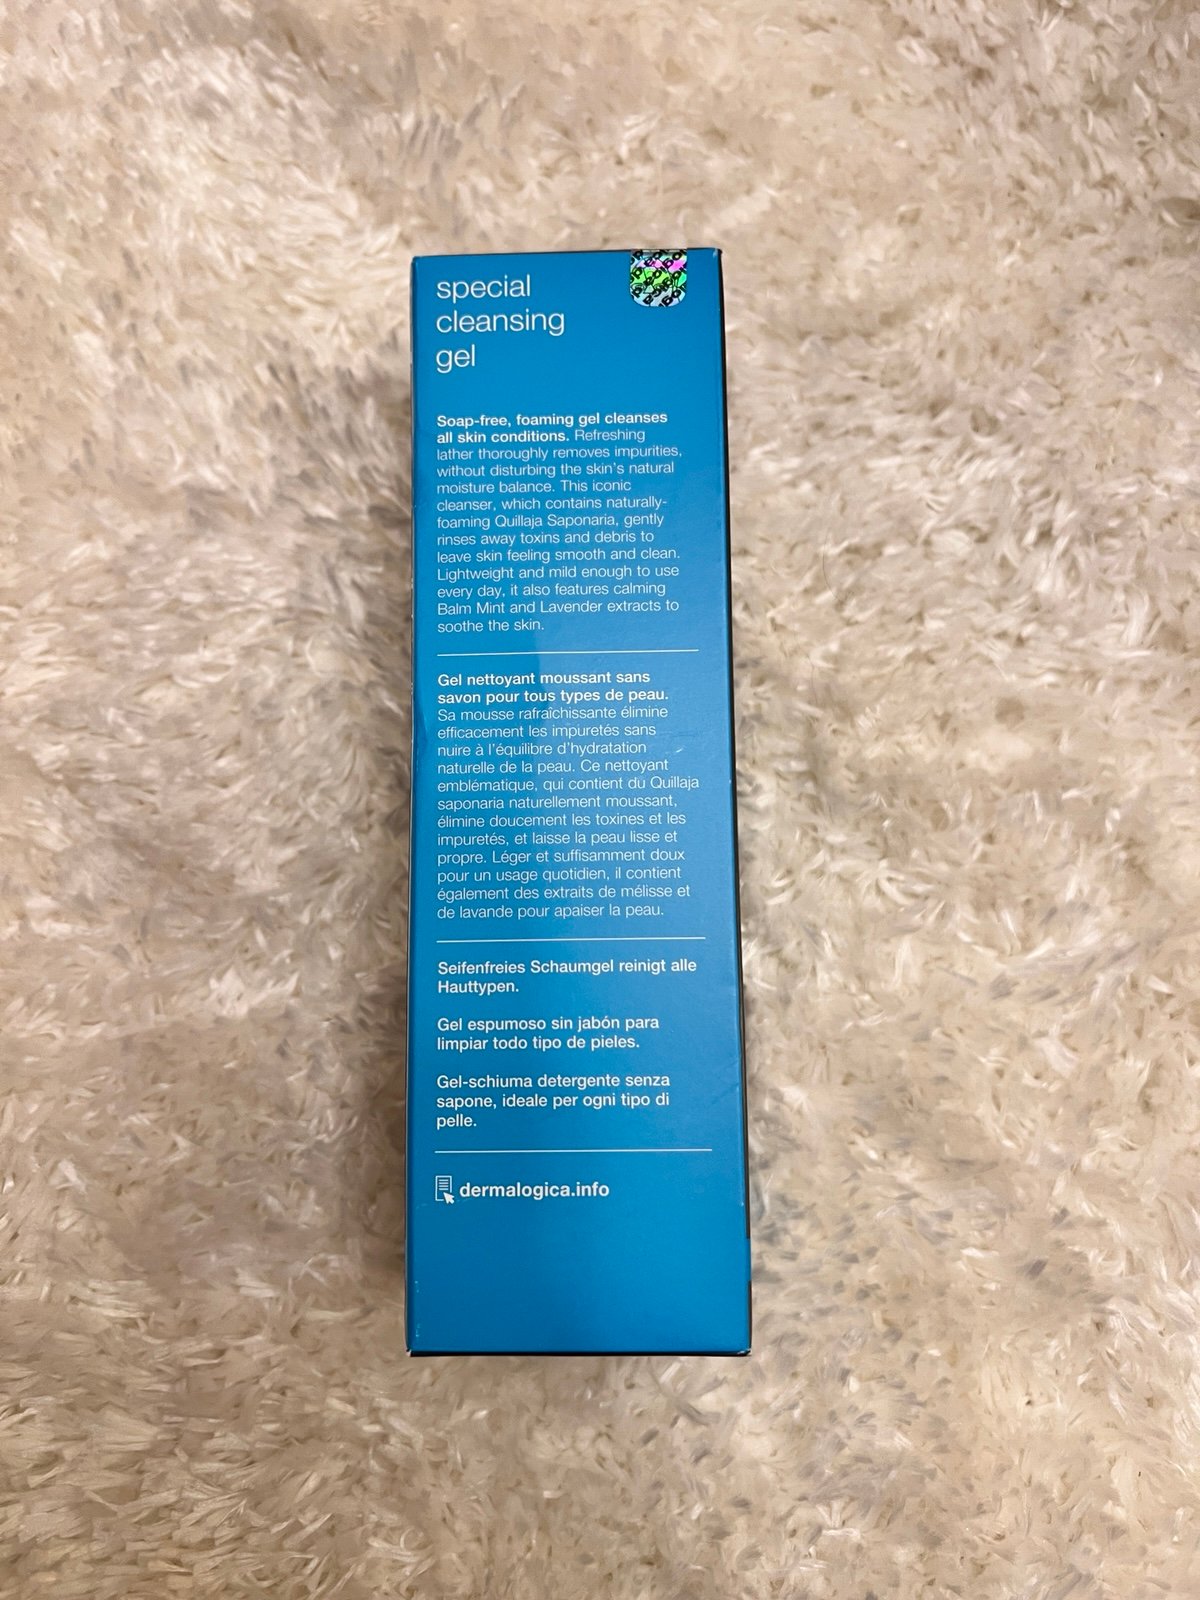 special
cleansing
gel
Soap-free, foaming gel cleanses
all skin conditions. Refreshing
lather thoroughly removes impurities,
without disturbing the skin's natural
moisture balance. This iconic
cleanser, which contains naturally-
foaming Quillaja Saponaria, gently
rinses away toxins and debris to
leave skin feeling smooth and clean.
Lightweight and mild enough to use
every day, it also features calming
Balm Mint and Lavender extracts to
soothe the skin.
Gel nettoyant moussant sans
savon pour tous types de peau.
Sa mousse rafraîchissante élimine
efficacement les impuretés sans
nuire à l'équilibre d'hydratation
naturelle de la peau. Ce nettoyant
emblématique, qui contient du Quillaja
saponaria naturellement moussant,
élimine doucement les toxines et les
impuretés, et laisse la peau lisse et
propre. Léger et suffisamment doux
pour un usage quotidien, il contient
également des extraits de mélisse et
de lavande pour apaiser la peau.
Seifenfreies Schaumgel reinigt alle
Hauttypen.
Gel espumoso sin jabón para
limpiar todo tipo de pieles.
Gel-schiuma detergente senza
sapone, ideale per ogni tipo di
pelle.
dermalogica.info